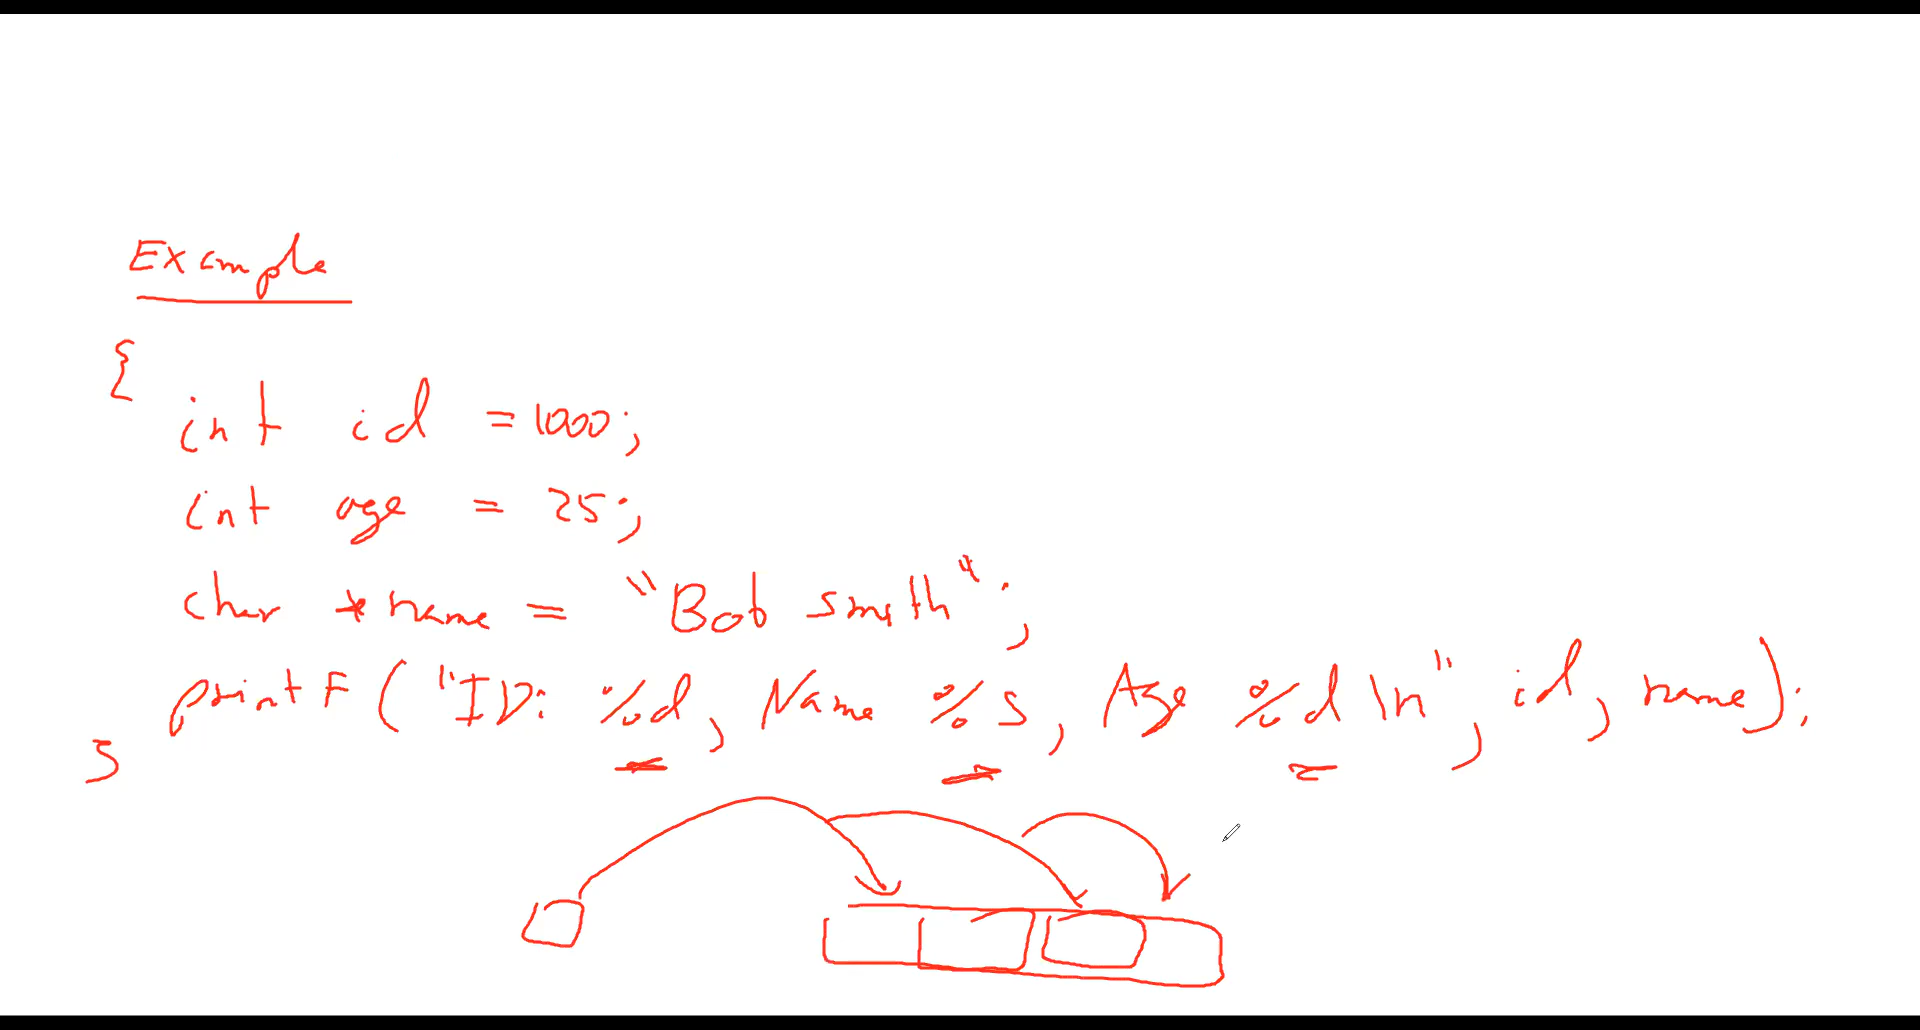 Example
{
int id = 1000;
int age = 25;
char *name = "Bob smith";
printf ("ID: %d, Name %s, Age %d \n", id, name);
}